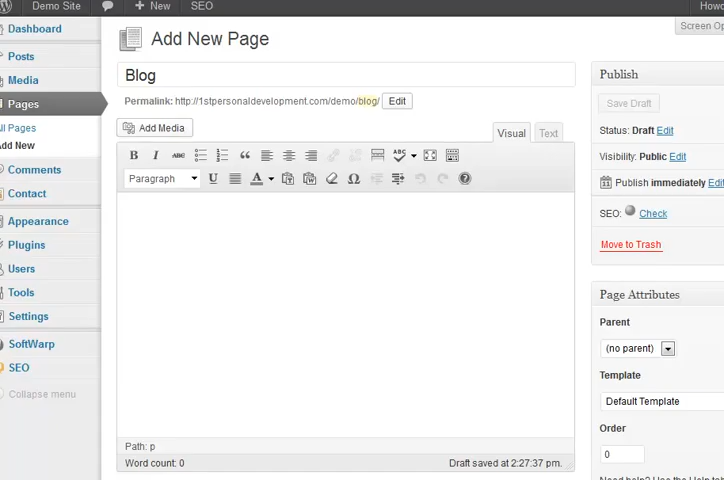 Demo Site + New SEO Howd
Dashboard
Posts
Media
Pages
All Pages
Add New
Comments
Contact
Appearance
Plugins
Users
Tools
Settings
SoftWarp
SEO
Collapse menu
Screen Op
Add New Page
Blog
Permalink: http://1stpersonaldevelopment.com/demo/blog/ Edit
Add Media
Visual Text
B I ABC ABC
Paragraph U A
Path: p
Word count: 0 Draft saved at 2:27:37 pm.
Publish
Save Draft
Status: Draft Edit
Visibility: Public Edit
Publish immediately Edit
SEO: Check
Move to Trash
Page Attributes
Parent
(no parent)
Template
Default Template
Order
0